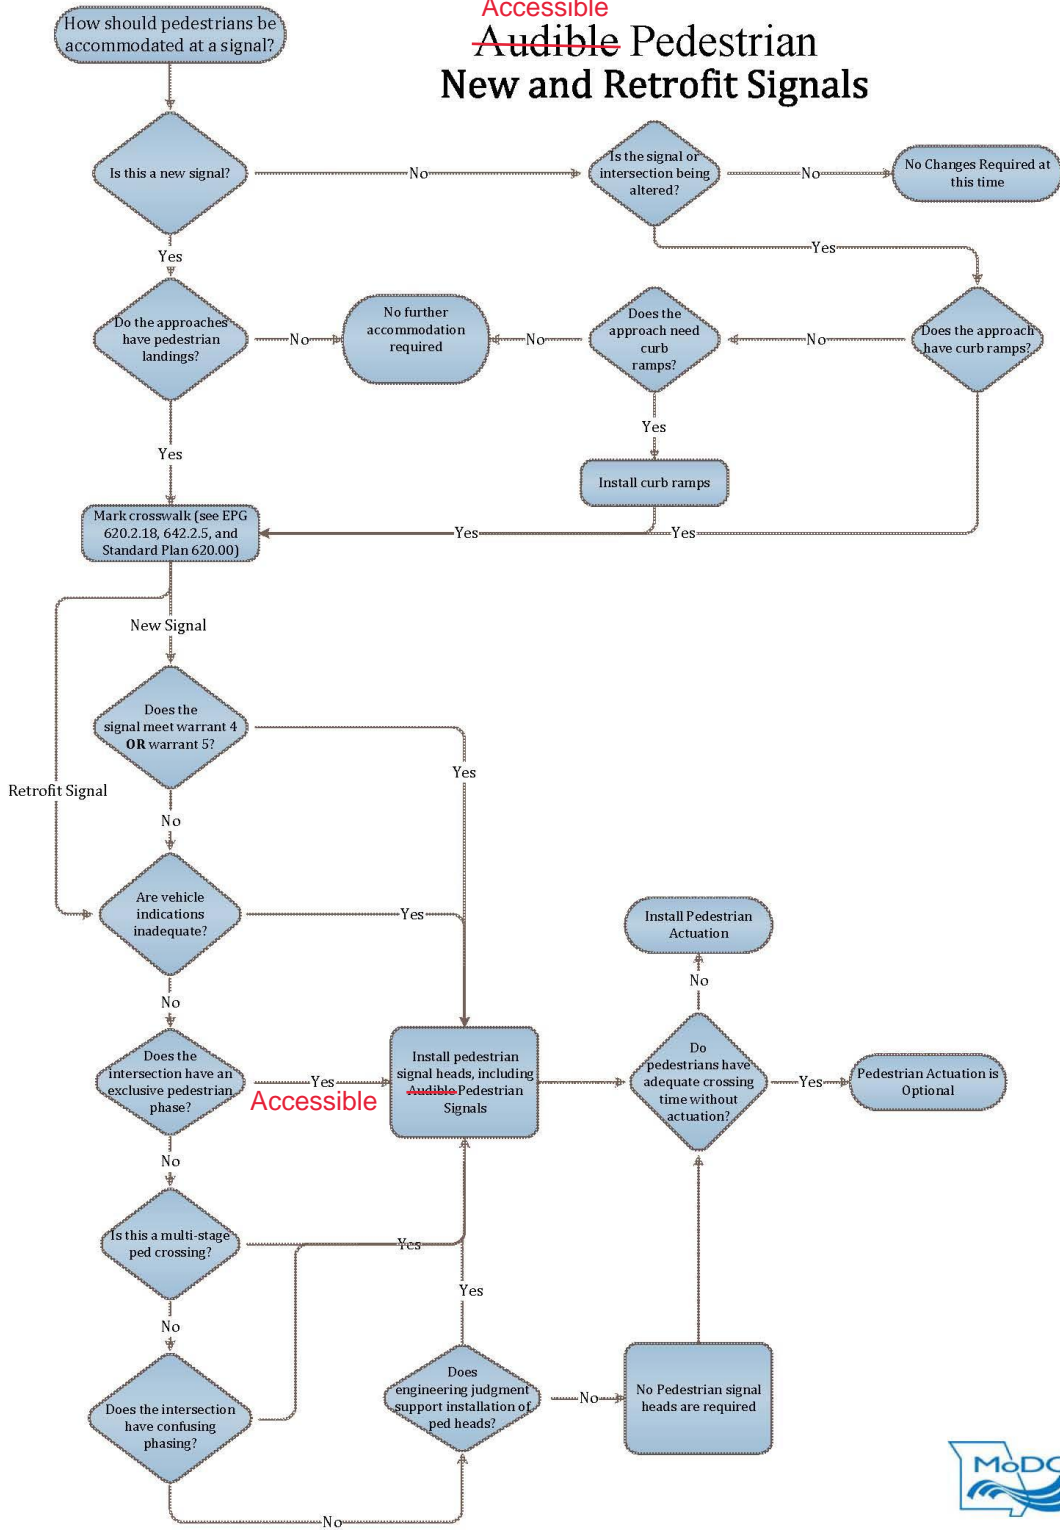 Accessible
Audible Pedestrian
New and Retrofit Signals
How should pedestrians be
accommodated at a signal?
Is this a new signal?
No
Is the signal or
intersection being
altered?
No
No Changes Required at
this time
Yes
Yes
Do the approaches
have pedestrian
landings?
No
No further
accommodation
required
No
Does the
approach need
curb
ramps?
No
Does the approach
have curb ramps?
Yes
Yes
Install curb ramps
Mark crosswalk (see EPG
620.2.18, 642.2.5, and
Standard Plan 620.00)
Yes
Yes
New Signal
Does the
signal meet warrant 4
OR warrant 5?
Yes
Retrofit Signal
No
Are vehicle
indications
inadequate?
Yes
Install Pedestrian
Actuation
No
No
Does the
intersection have an
exclusive pedestrian
phase?
Yes
Accessible
Install pedestrian
signal heads, including
Audible Pedestrian
Signals
Do
pedestrians have
adequate crossing
time without
actuation?
Yes
Pedestrian Actuation is
Optional
No
Is this a multi-stage
ped crossing?
Yes
Yes
No
Does the intersection
have confusing
phasing?
Does
engineering judgment
support installation of
ped heads?
No
No Pedestrian signal
heads are required
No